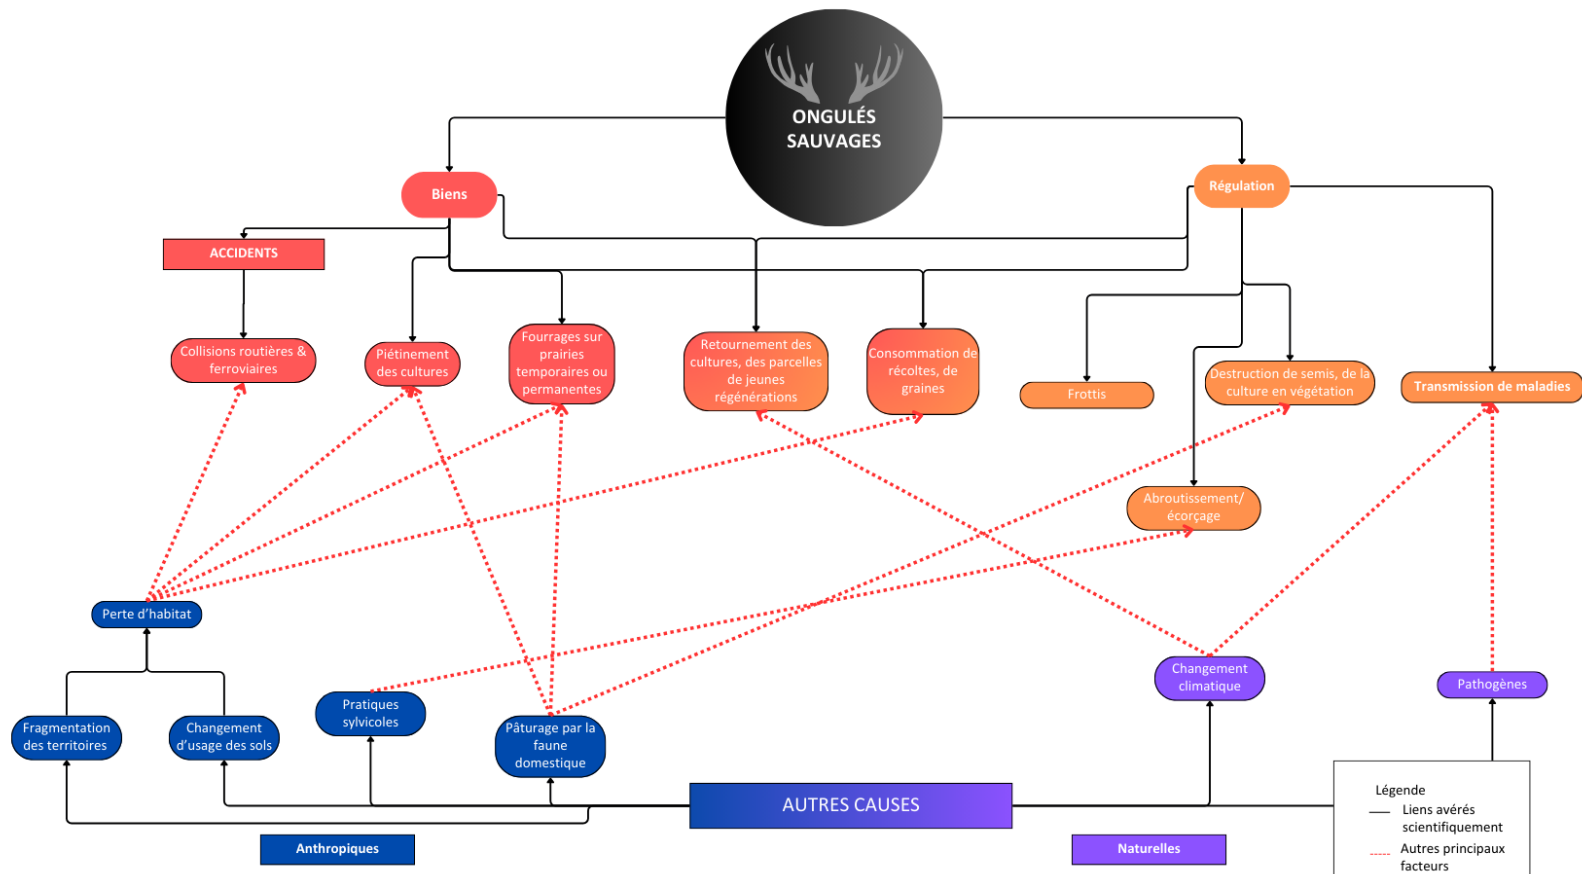 ONGULÉS
SAUVAGES
Biens
Régulation
ACCIDENTS
Collisions routières &
ferroviaires
Piétinement
des cultures
Fourrages sur
prairies
temporaires ou
permanentes
Retournement des
cultures, des parcelles
de jeunes
régénérations
Consommation de
récoltes, de
graines
Frottis
Destruction de semis, de la
culture en végétation
Transmission de maladies
Abroutissement/
écorçage
Perte d'habitat
Fragmentation
des territoires
Changement
d'usage des sols
Pratiques
sylvicoles
Pâturage par la
faune
domestique
Changement
climatique
Pathogènes
AUTRES CAUSES
Anthropiques
Naturelles
Légende
Liens avérés
scientifiquement
Autres principaux
facteurs